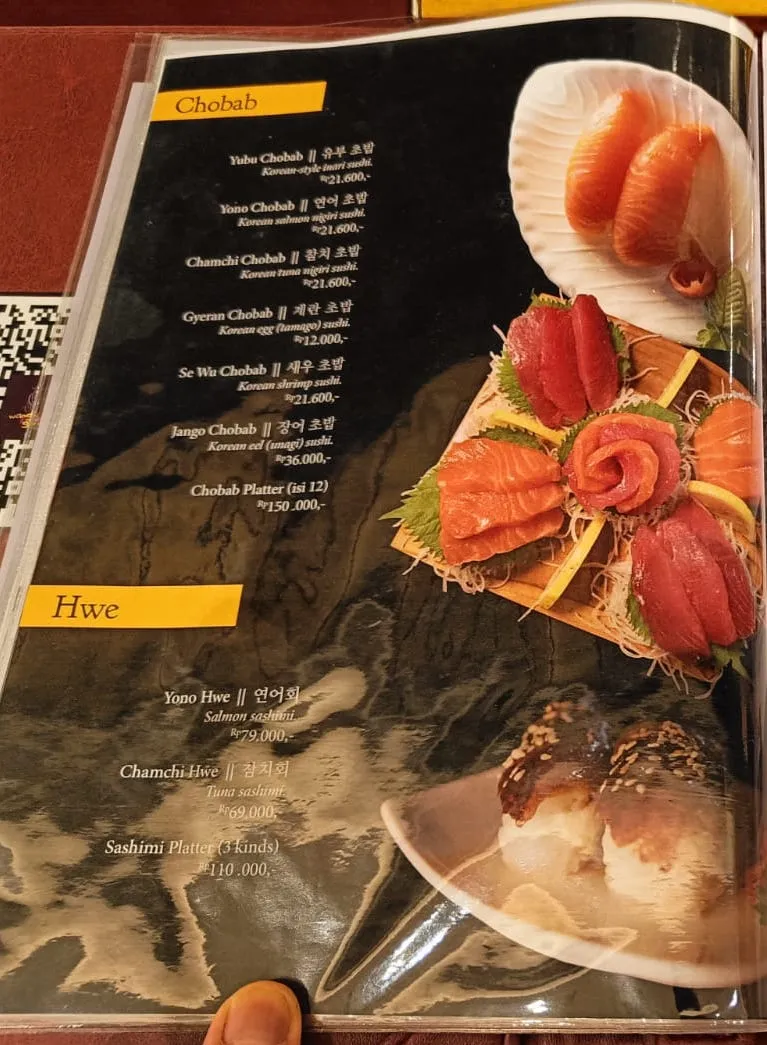 Chobab
Yubu Chobab || 유부 초밥
Korean-style inari sushi.
Rp21.600,-
Yono Chobab || 연어 초밥
Korean salmon nigiri sushi.
Rp21.600,-
Chamchi Chobab || 참치 초밥
Korean tuna nigiri sushi.
Rp21.600,-
Gyeran Chobab || 계란 초밥
Korean egg (tamago) sushi.
Rp12.000,-
Se Wu Chobab || 새우 초밥
Korean shrimp sushi.
Rp21.600,-
Jango Chobab || 장어 초밥
Korean eel (unagi) sushi.
Rp36.000,-
Chobab Platter (isi 12)
Rp150 .000,-
Hwe
Yono Hwe || 연어회
Salmon sashimi.
Rp79.000,-
Chamchi Hwe || 참치회
Tuna sashimi.
Rp69.000,-
Sashimi Platter (3 kinds)
Rp110 .000,-